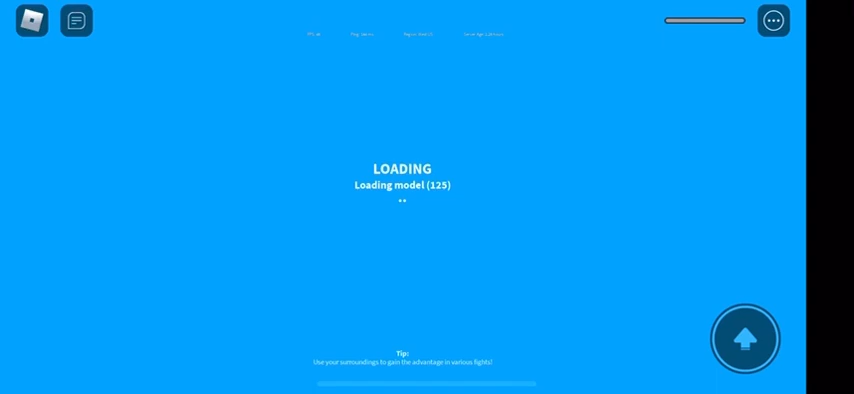 LOADING
Loading model (125)
••
Tip:
Use your surroundings to gain the advantage in various fights!